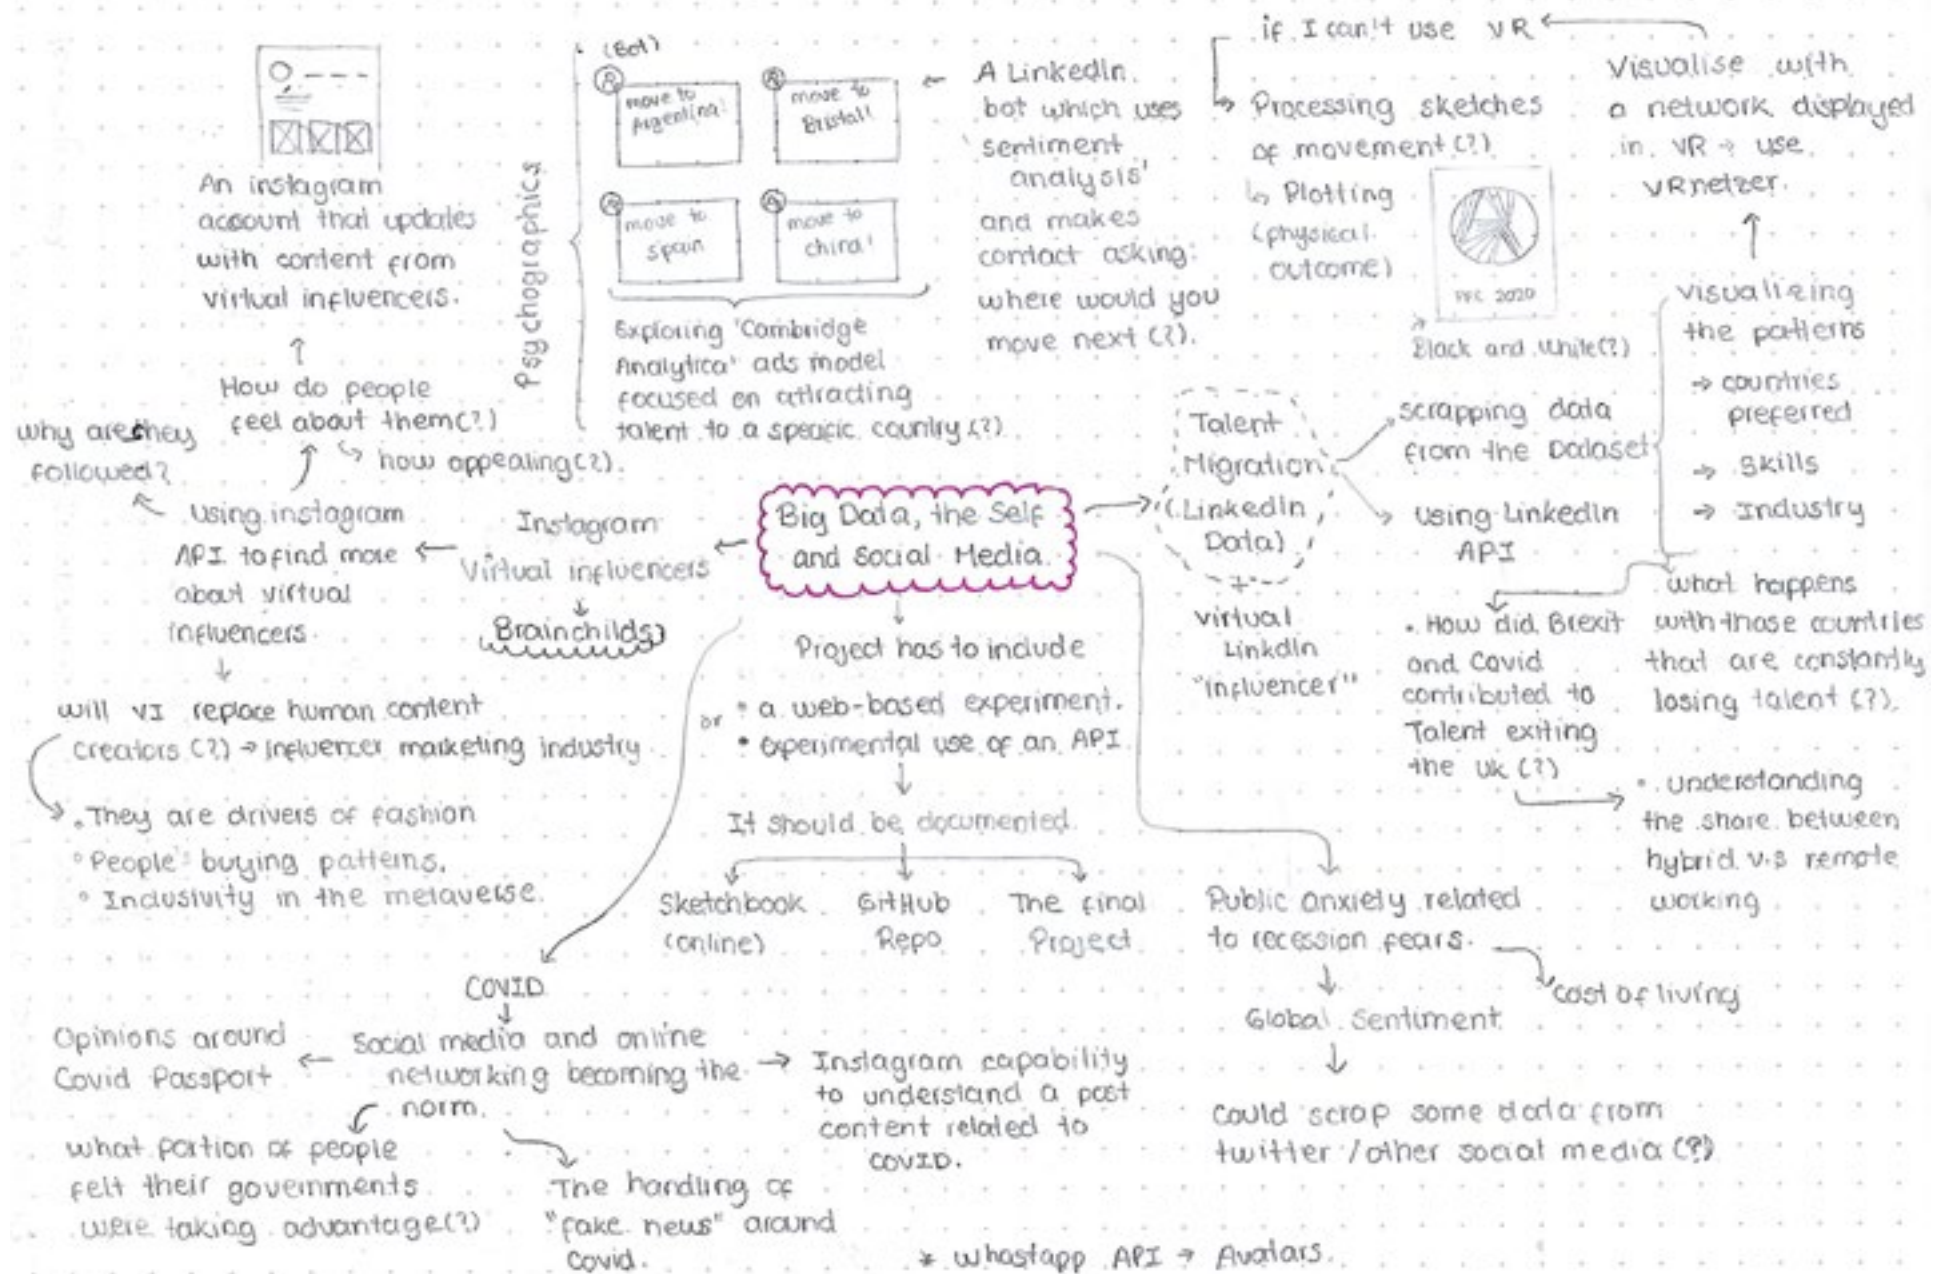 An instagram
account that updates
with content from
virtual influencers.
How do people
feel about them(?)
how appealing(?).
why are they
followed?
Using instagram
API to find more
about virtual
influencers.
Instagram
Virtual influencers
Brainchilds
will VI replace human content
creators (?) → Influencer marketing industry
• They are drivers of fashion
• People's buying patterns.
• Inclusivity in the metaverse.
Psychographics
(Bot)
move to
Argentina!
move to
Bristol!
move to
spain
move to
china!
Exploring 'Cambridge
Analytica' ads model
focused on attracting
talent to a specific country (?)
A LinkedIn
bot which uses
'sentiment
analysis'
and makes
contact asking:
where would you
move next (?).
if I can't use VR
Processing sketches
of movement (?)
Plotting
(physical
outcome)
PFC 2020
Black and White(?)
Visualise with
a network displayed
in VR → use
VRnetzer.
visualizing
the patterns
→ countries
preferred
→ Skills
→ Industry
Big Data, the Self
and Social Media.
Talent
Migration
(LinkedIn
Data)
+
virtual
LinkdIn
"influencer"
scrapping data
from the Dataset
using LinkedIn
API
• How did Brexit
and Covid
contributed to
Talent exiting
the UK (?)
what happens
with those countries
that are constantly
losing talent (?).
• understanding
the share between
hybrid v.s remote
working
Project has to include
or • a web-based experiment.
• experimental use of an API.
It should be documented.
Sketchbook
(online)
GitHub
Repo
The final
Project
Public anxiety related
to recession fears.
cost of living
Global Sentiment
Could scrap some data from
twitter / other social media (?)
COVID
Social media and online
networking becoming the
norm.
Opinions around
Covid Passport
what portion of people
felt their governments
were taking advantage(?)
The handling of
"fake news" around
Covid.
Instagram capability
to understand a post
content related to
COVID.
* Whastapp API → Avatars.